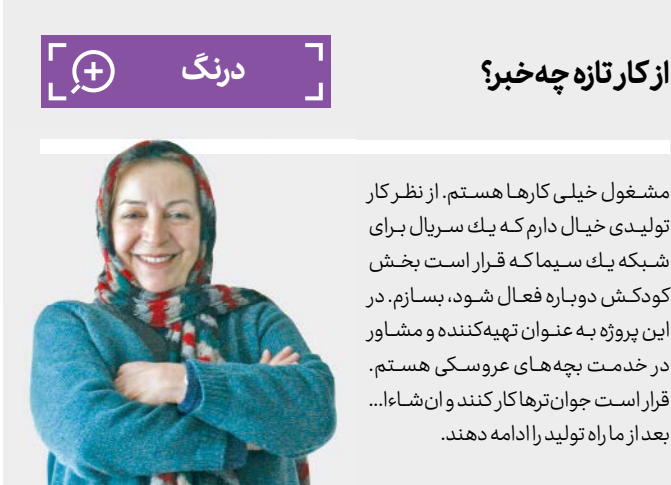 درنگ
از کار تازه چه‌خبر؟
مشغول خیلی کارها هستم. از نظر کار
تولیدی خیال دارم که یك سریال برای
شبکه یك سیما که قرار است بخش
کودکش دوباره فعال شود، بسازم. در
این پروژه به عنوان تهیه‌کننده و مشاور
در خدمت بچه‌های عروسکی هستم.
قرار است جوان‌ترها کار کنند و ان‌شاءا...
بعد از ما راه تولید را ادامه دهند.